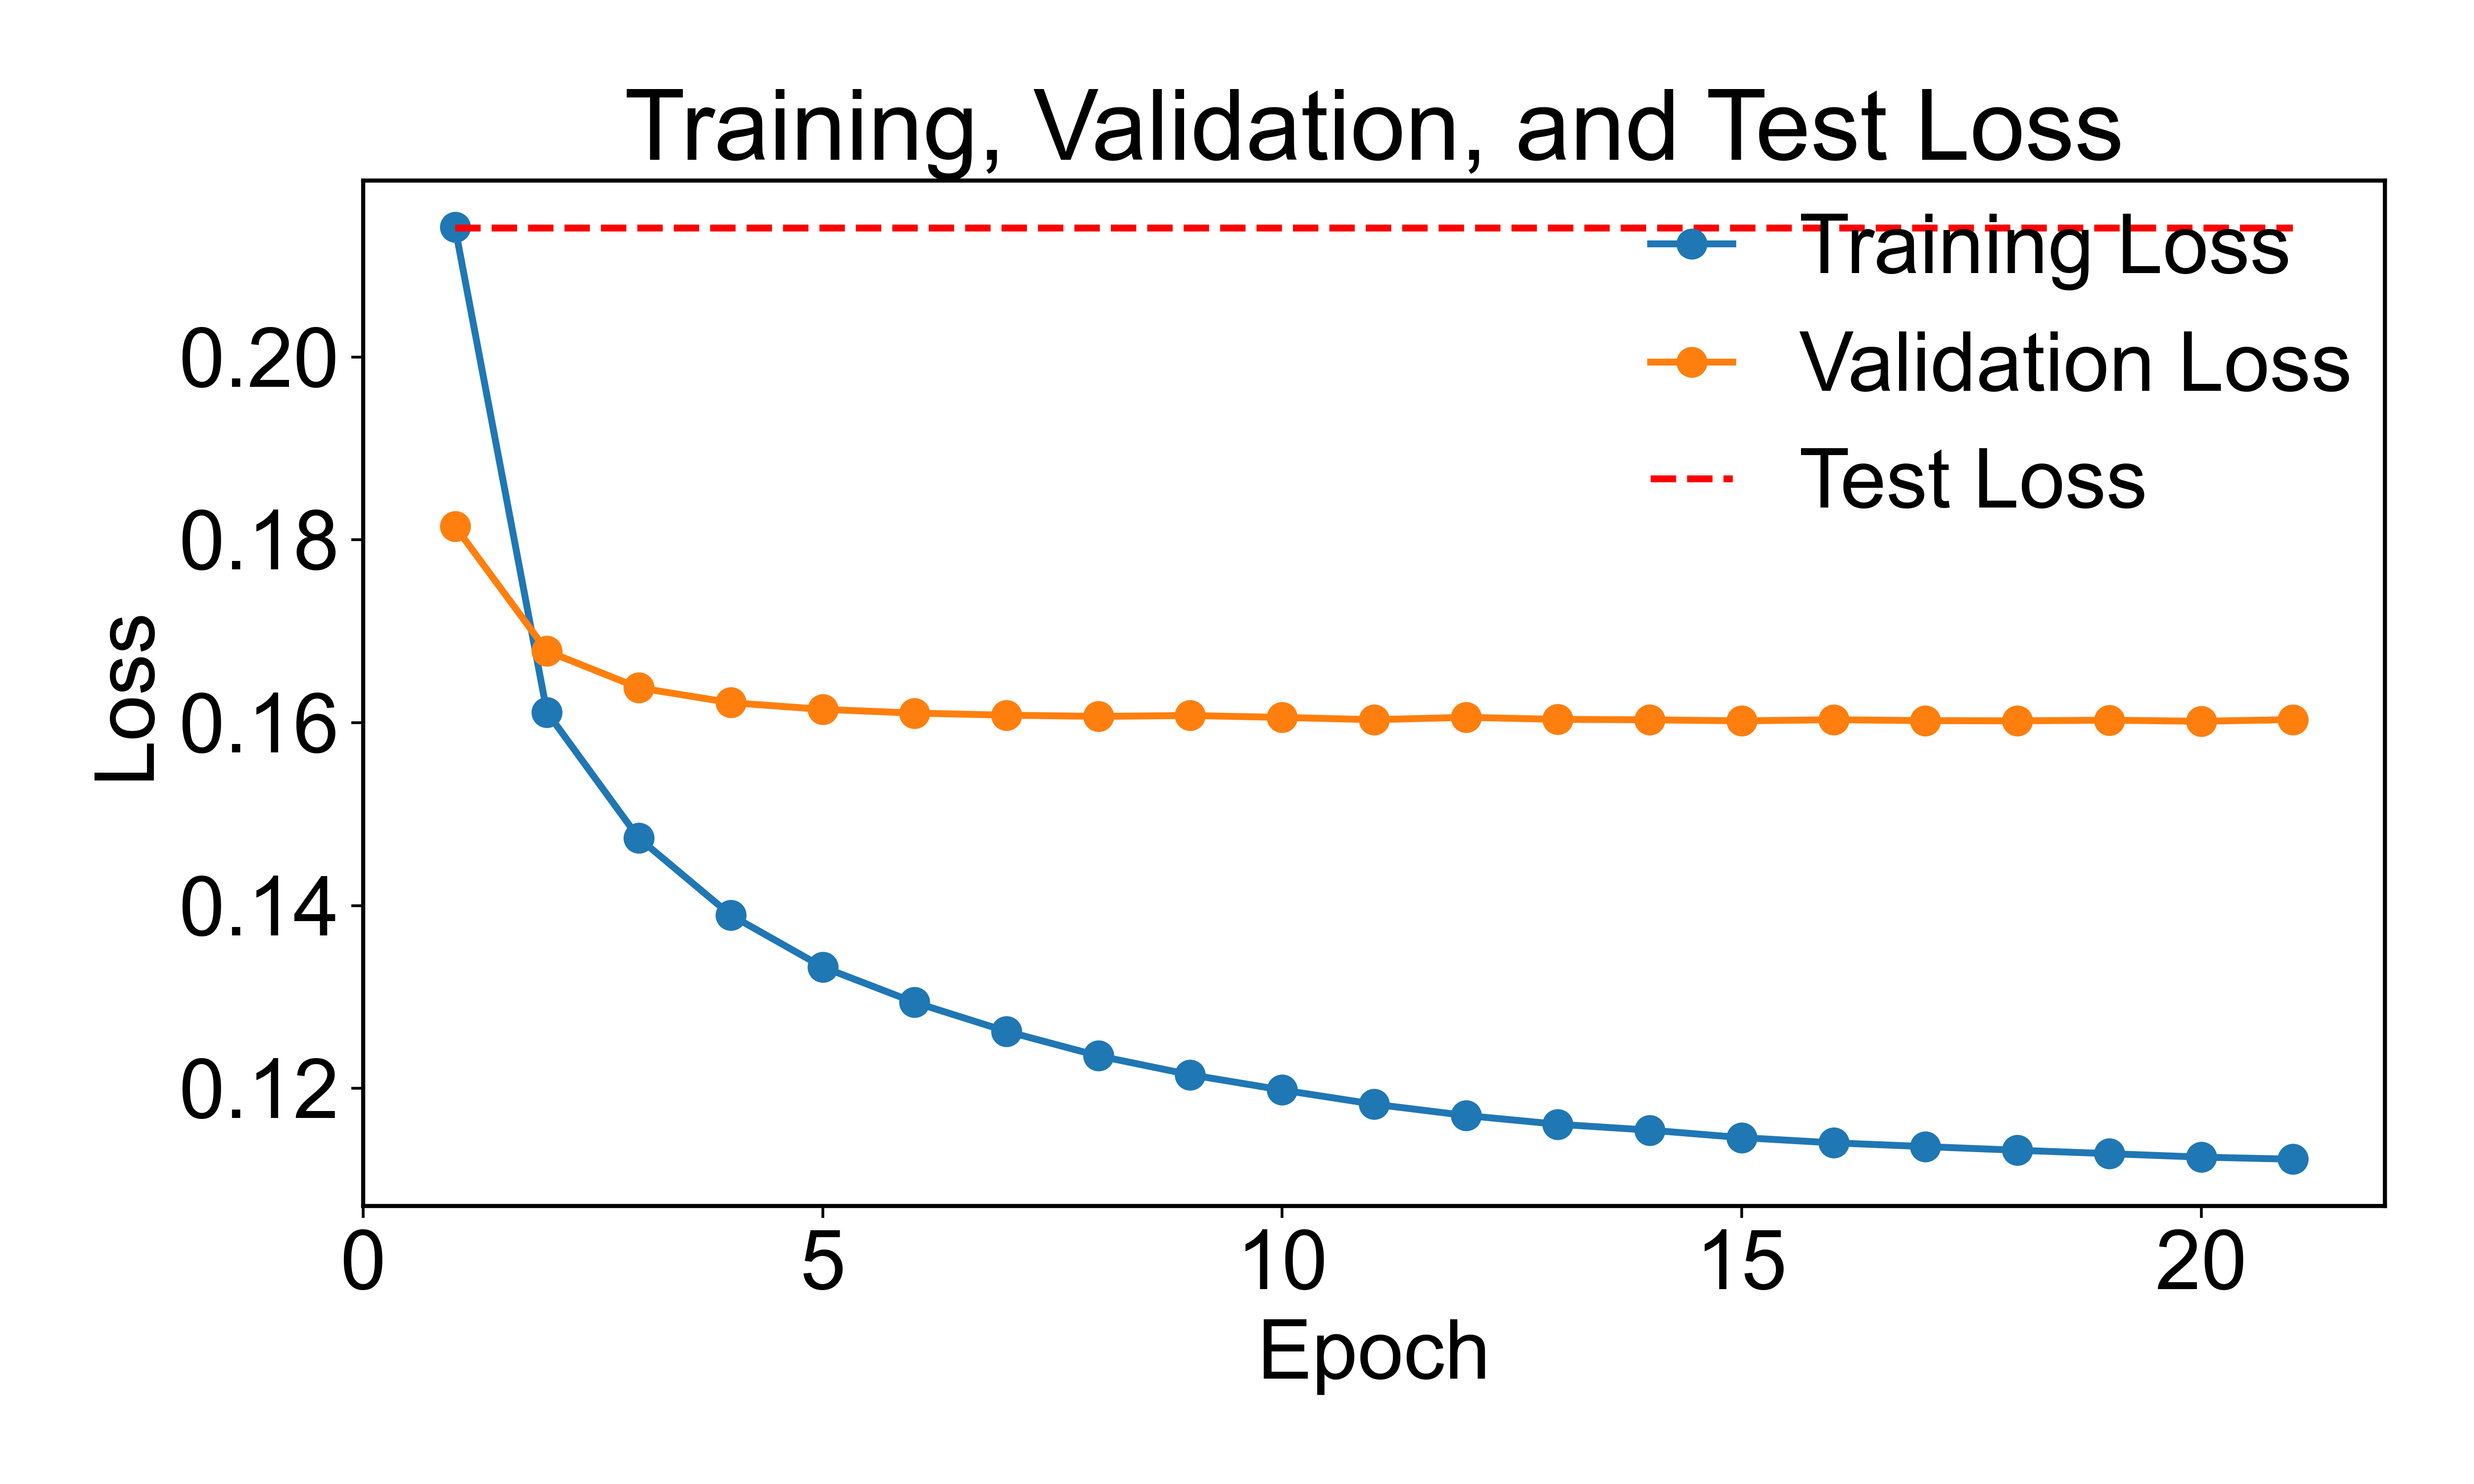 Training, Validation, and Test Loss
Training Loss
Validation Loss
Test Loss
0.20
0.18
0.16
0.14
0.12
Loss
0 5 10 15 20
Epoch